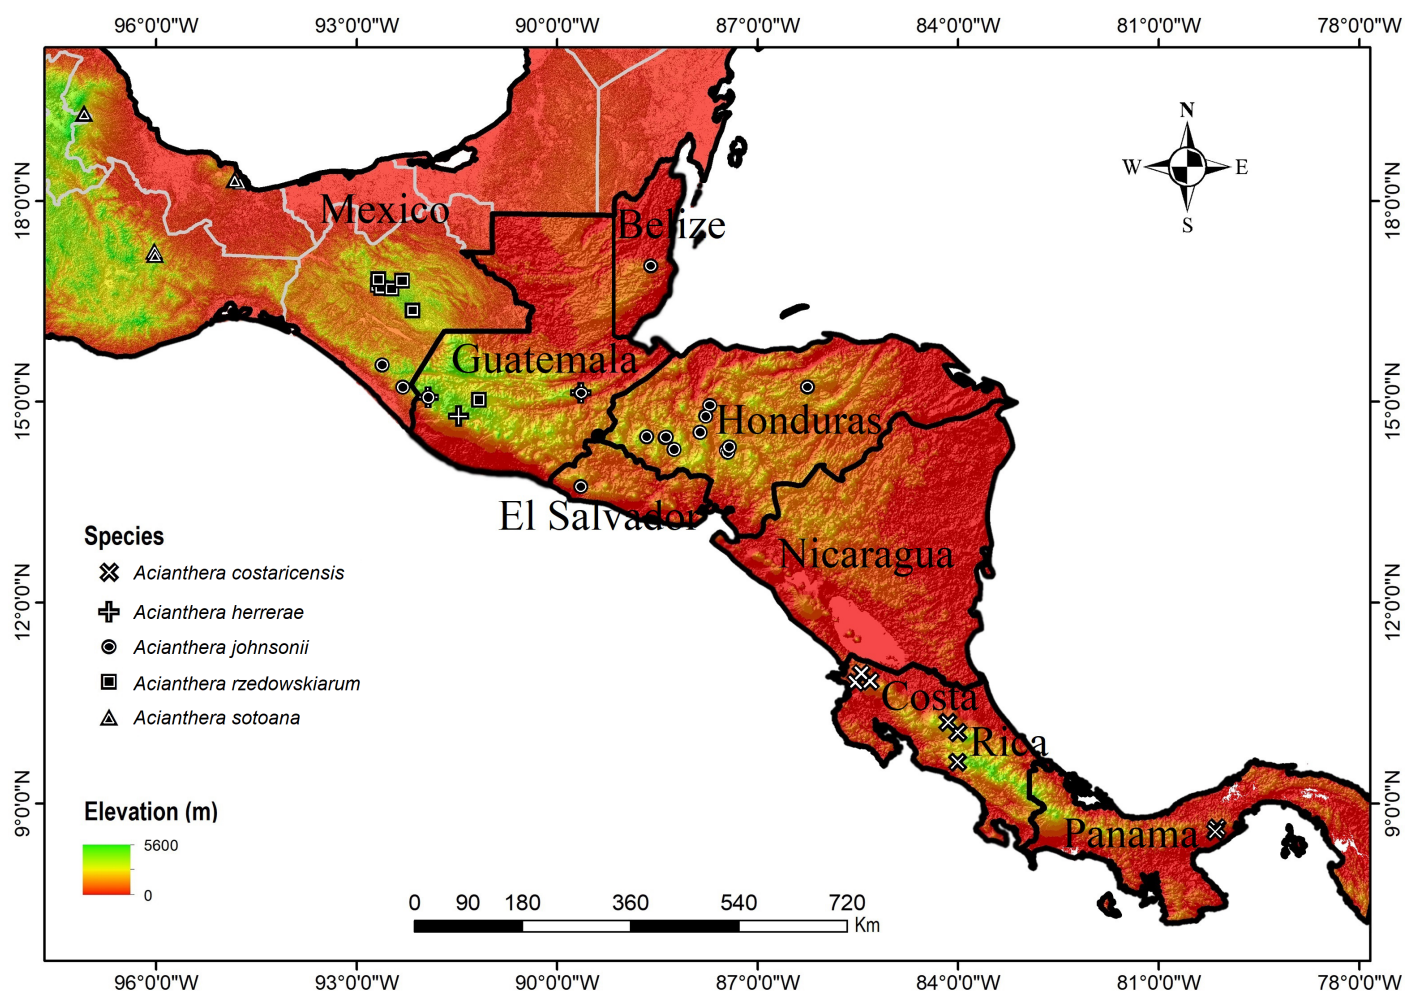 96°0'0"W 93°0'0"W 90°0'0"W 87°0'0"W 84°0'0"W 81°0'0"W 78°0'0"W
N
W E
S
18°0'0"N 18°0'0"N
Mexico
Belize
Guatemala
15°0'0"N 15°0'0"N
Honduras
El Salvador
Nicaragua
Species
Acianthera costaricensis
Acianthera herrerae
Acianthera johnsonii
Acianthera rzedowskiarum
Acianthera sotoana
12°0'0"N 12°0'0"N
Costa
Rica
Panama
9°0'0"N 9°0'0"N
Elevation (m)
5600
0
0 90 180 360 540 720
Km
96°0'0"W 93°0'0"W 90°0'0"W 87°0'0"W 84°0'0"W 81°0'0"W 78°0'0"W